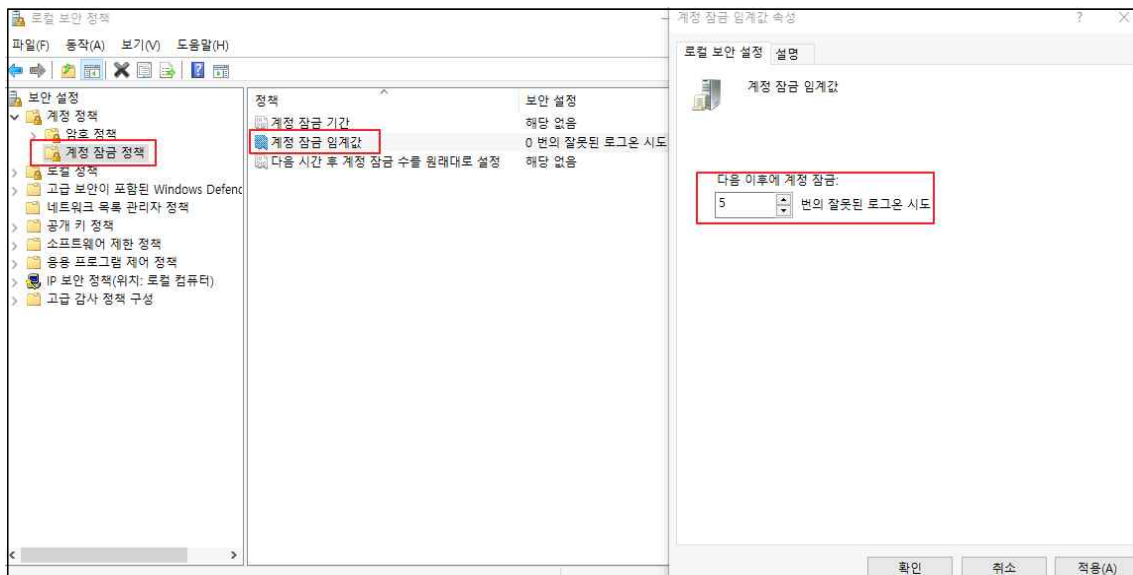 로컬 보안 정책
파일(F) 동작(A) 보기(V) 도움말(H)
보안 설정
계정 정책
암호 정책
계정 잠금 정책
로컬 정책
고급 보안이 포함된 Windows Defenc
네트워크 목록 관리자 정책
공개 키 정책
소프트웨어 제한 정책
응용 프로그램 제어 정책
IP 보안 정책(위치: 로컬 컴퓨터)
고급 감사 정책 구성
정책 보안 설정
계정 잠금 기간 해당 없음
계정 잠금 임계값 0 번의 잘못된 로그온 시도
다음 시간 후 계정 잠금 수를 원래대로 설정 해당 없음
계정 잠금 임계값 속성 ?
로컬 보안 설정 설명
계정 잠금 임계값
다음 이후에 계정 잠금:
5 번의 잘못된 로그온 시도
확인 취소 적용(A)